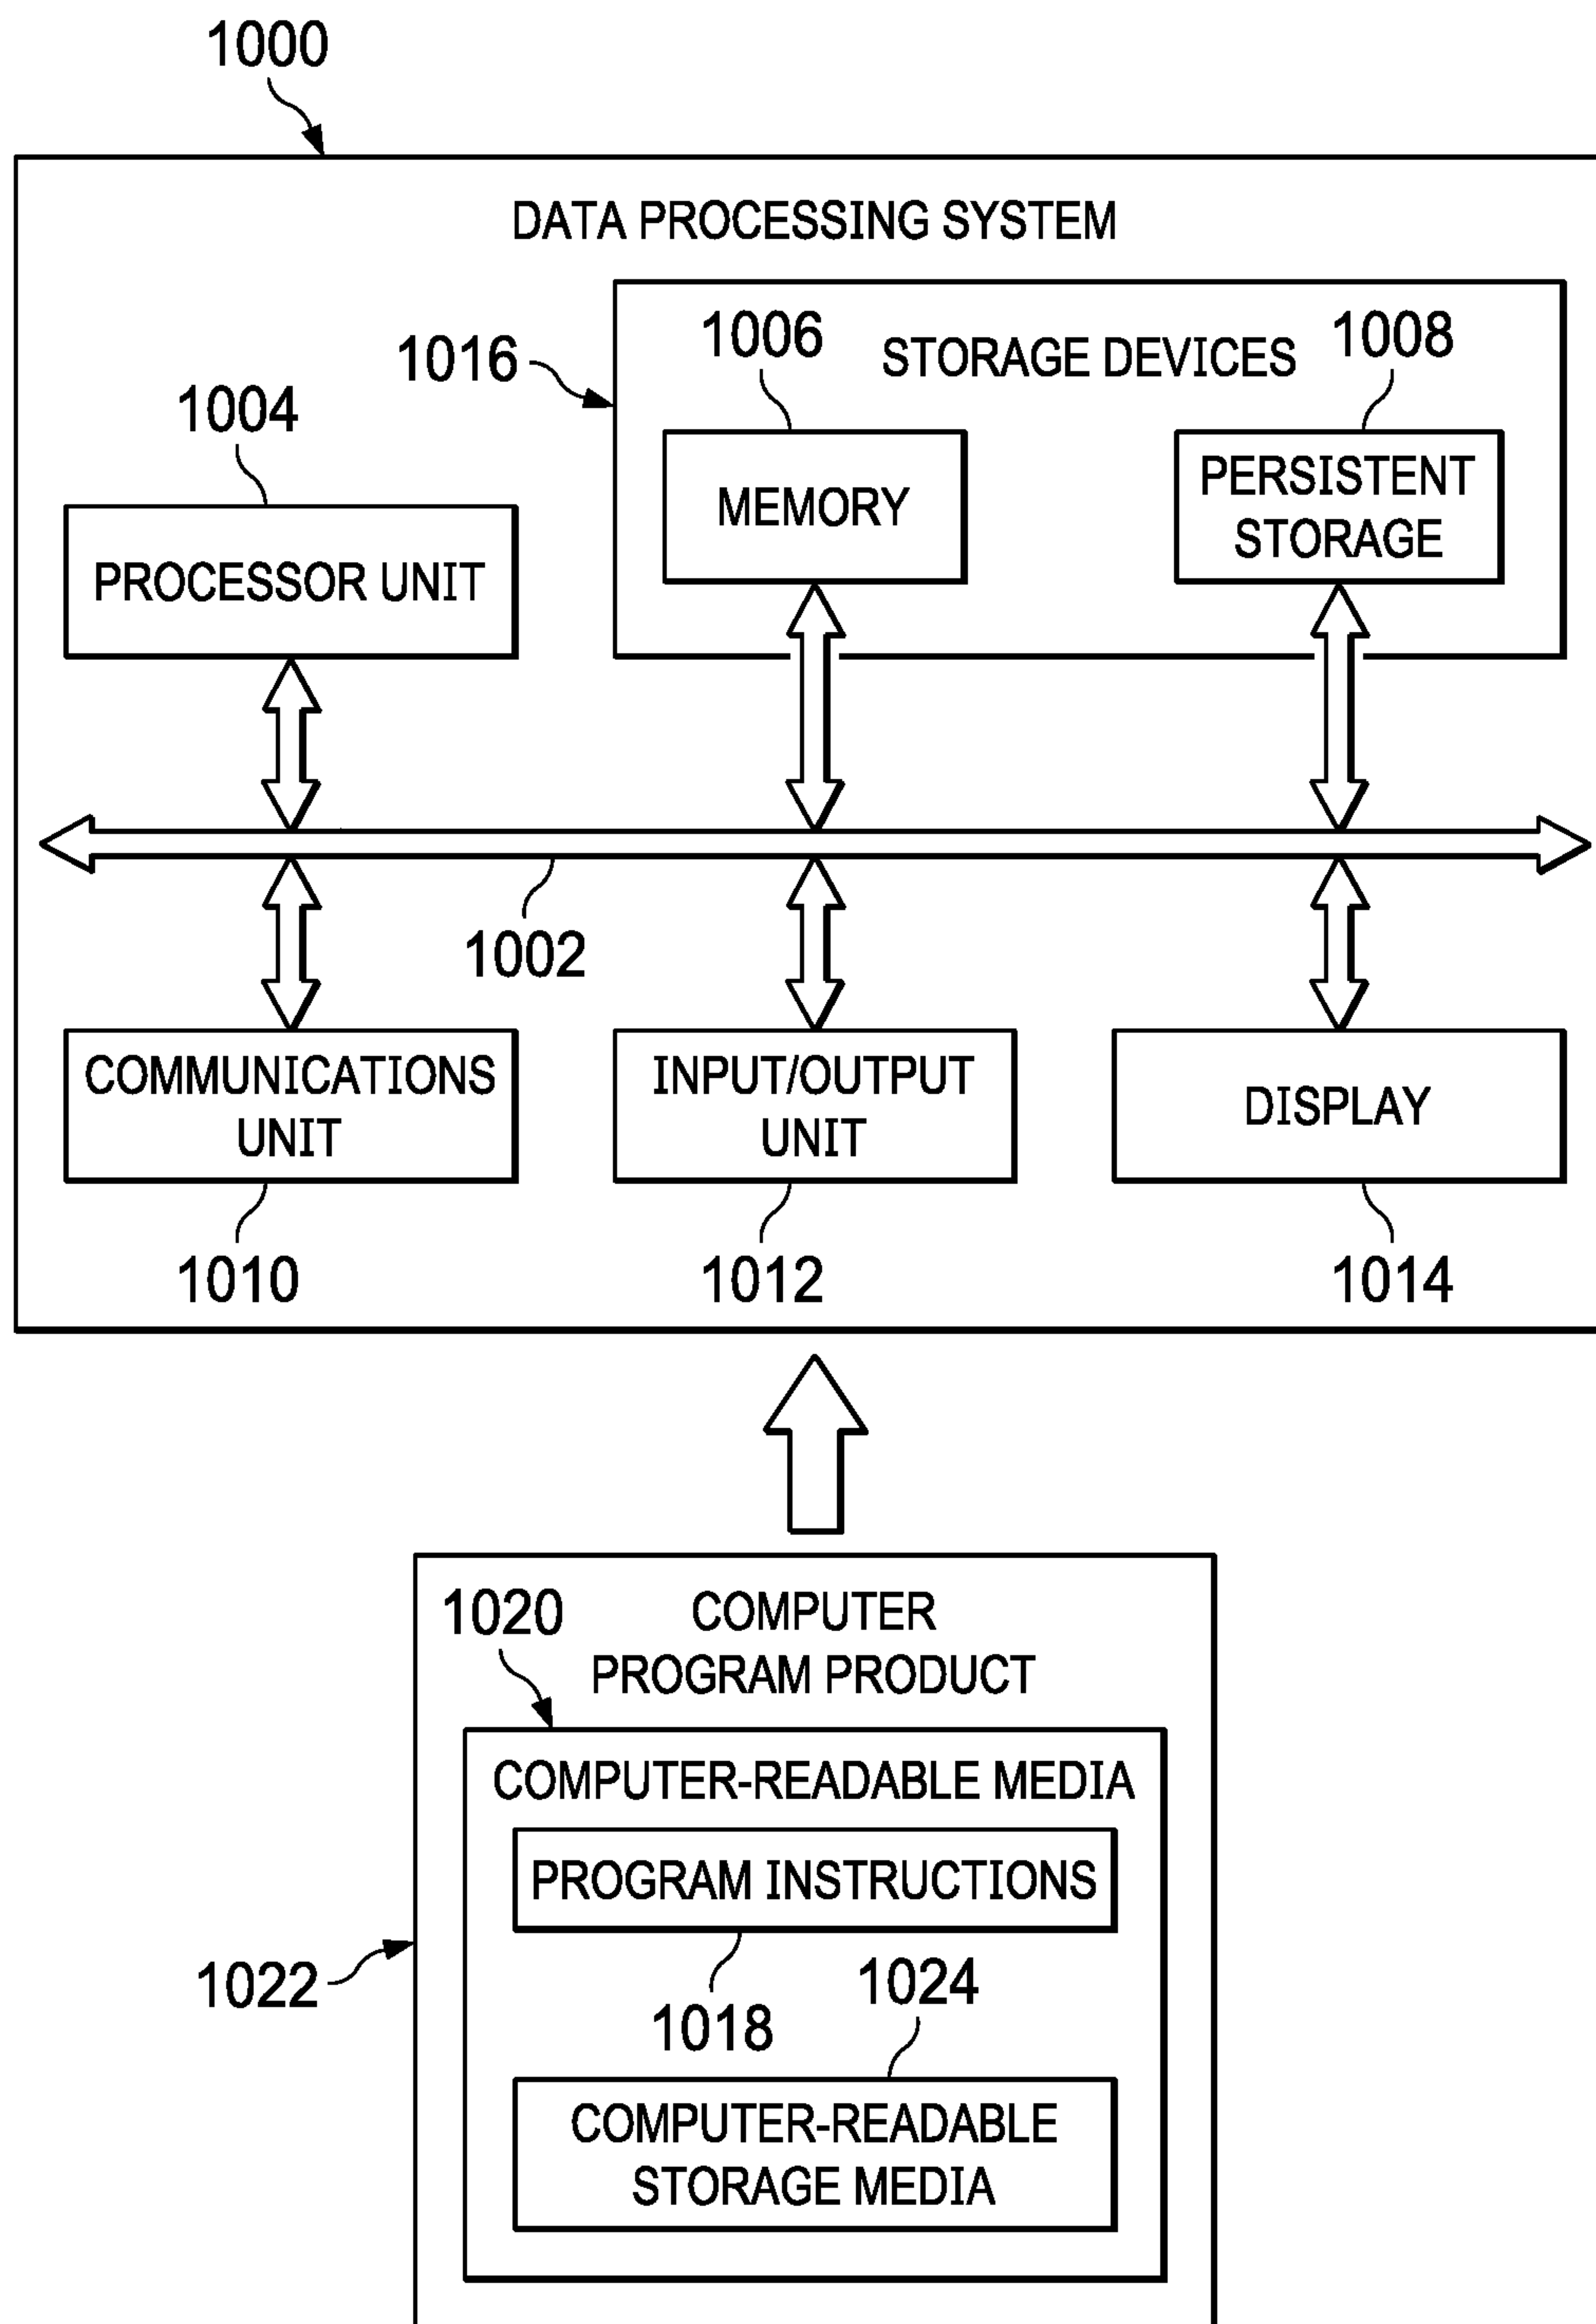 1000
DATA PROCESSING SYSTEM
1016
1006
STORAGE DEVICES
1008
1004
MEMORY
PERSISTENT
STORAGE
PROCESSOR UNIT
1002
COMMUNICATIONS
UNIT
INPUT/OUTPUT
UNIT
DISPLAY
1010
1012
1014
COMPUTER
PROGRAM PRODUCT
1020
COMPUTER-READABLE MEDIA
PROGRAM INSTRUCTIONS
1022
1018
1024
COMPUTER-READABLE
STORAGE MEDIA